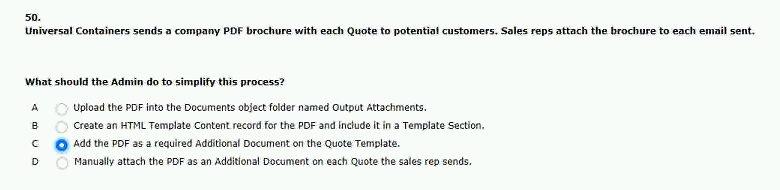 50.
Universal Containers sends a company PDF brochure with each Quote to potential customers. Sales reps attach the brochure to each email sent.
What should the Admin do to simplify this process?
A Upload the PDF into the Documents object folder named Output Attachments.
B Create an HTML Template Content record for the PDF and include it in a Template Section.
C Add the PDF as a required Additional Document on the Quote Template.
D Manually attach the PDF as an Additional Document on each Quote the sales rep sends.